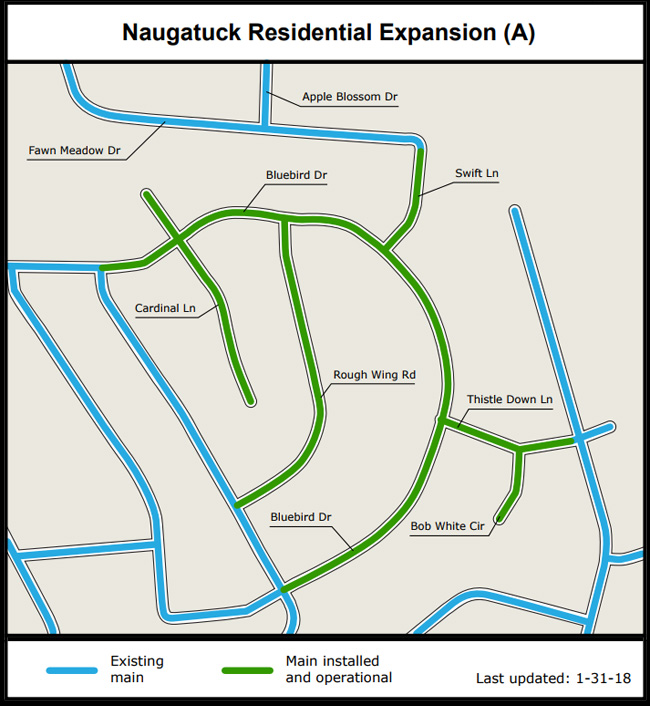 Naugatuck Residential Expansion (A)
Apple Blossom Dr
Fawn Meadow Dr
Bluebird Dr
Swift Ln
Cardinal Ln
Rough Wing Rd
Thistle Down Ln
Bluebird Dr
Bob White Cir
Existing
main
Main installed
and operational
Last updated: 1-31-18